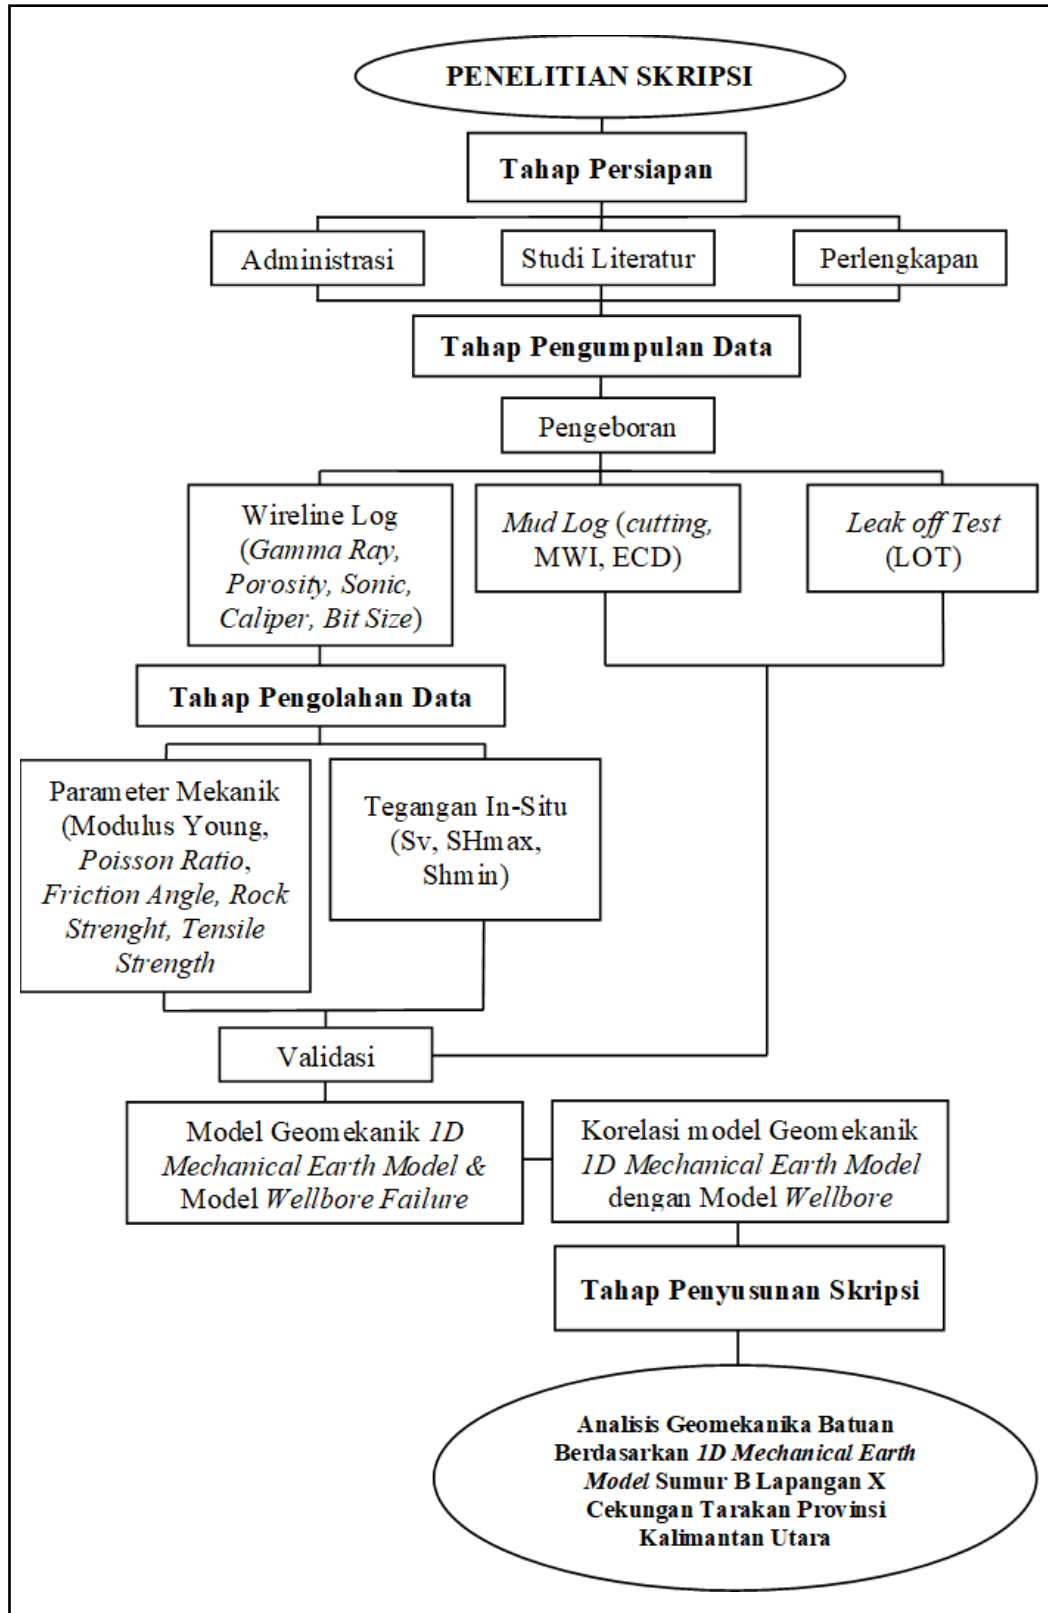 PENELITIAN SKRIPSI
Tahap Persiapan
Administrasi
Studi Literatur
Perlengkapan
Tahap Pengumpulan Data
Pengeboran
Wireline Log
(Gamma Ray,
Porosity, Sonic,
Caliper, Bit Size)
Mud Log (cutting,
MWI, ECD)
Leak off Test
(LOT)
Tahap Pengolahan Data
Parameter Mekanik
(Modulus Young,
Poisson Ratio,
Friction Angle, Rock
Strenght, Tensile
Strength
Tegangan In-Situ
(Sv, SHmax,
Shmin)
Validasi
Model Geomekanik 1D
Mechanical Earth Model &
Model Wellbore Failure
Korelasi model Geomekanik
1D Mechanical Earth Model
dengan Model Wellbore
Tahap Penyusunan Skripsi
Analisis Geomekanika Batuan
Berdasarkan 1D Mechanical Earth
Model Sumur B Lapangan X
Cekungan Tarakan Provinsi
Kalimantan Utara